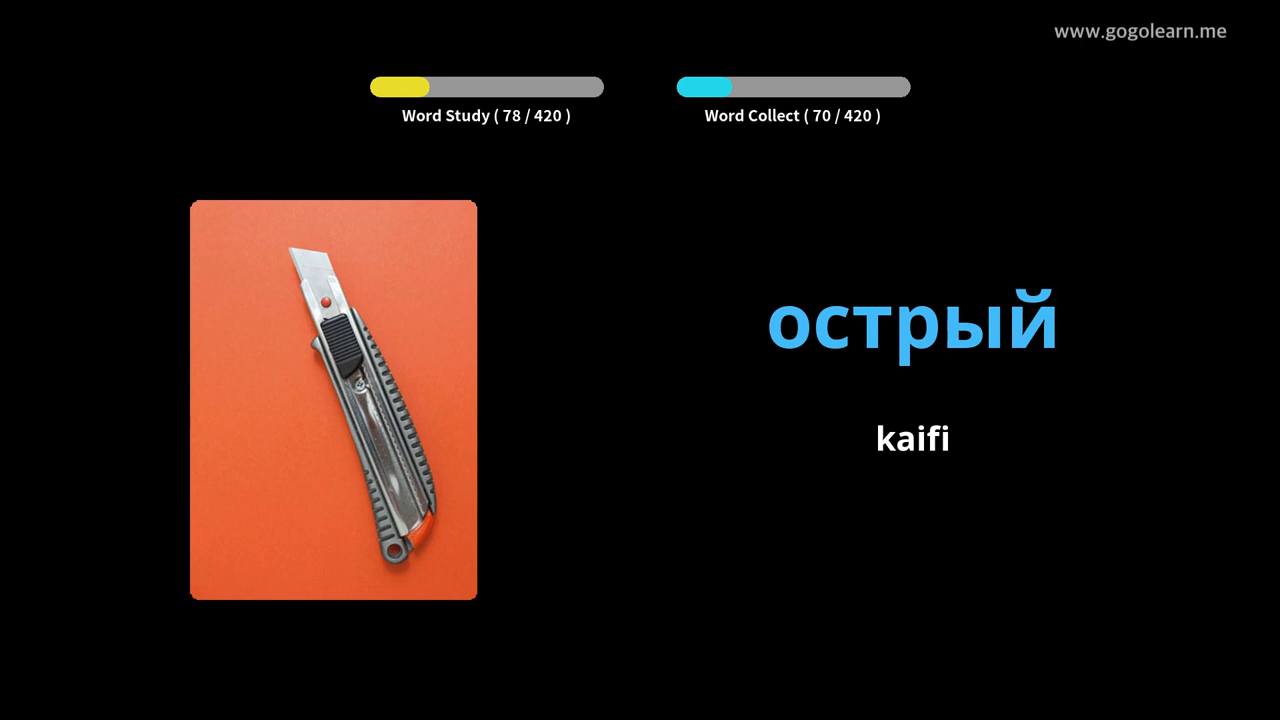 www.gogolearn.me
Word Study ( 78 / 420 )
Word Collect ( 70 / 420 )
острый
kaifi